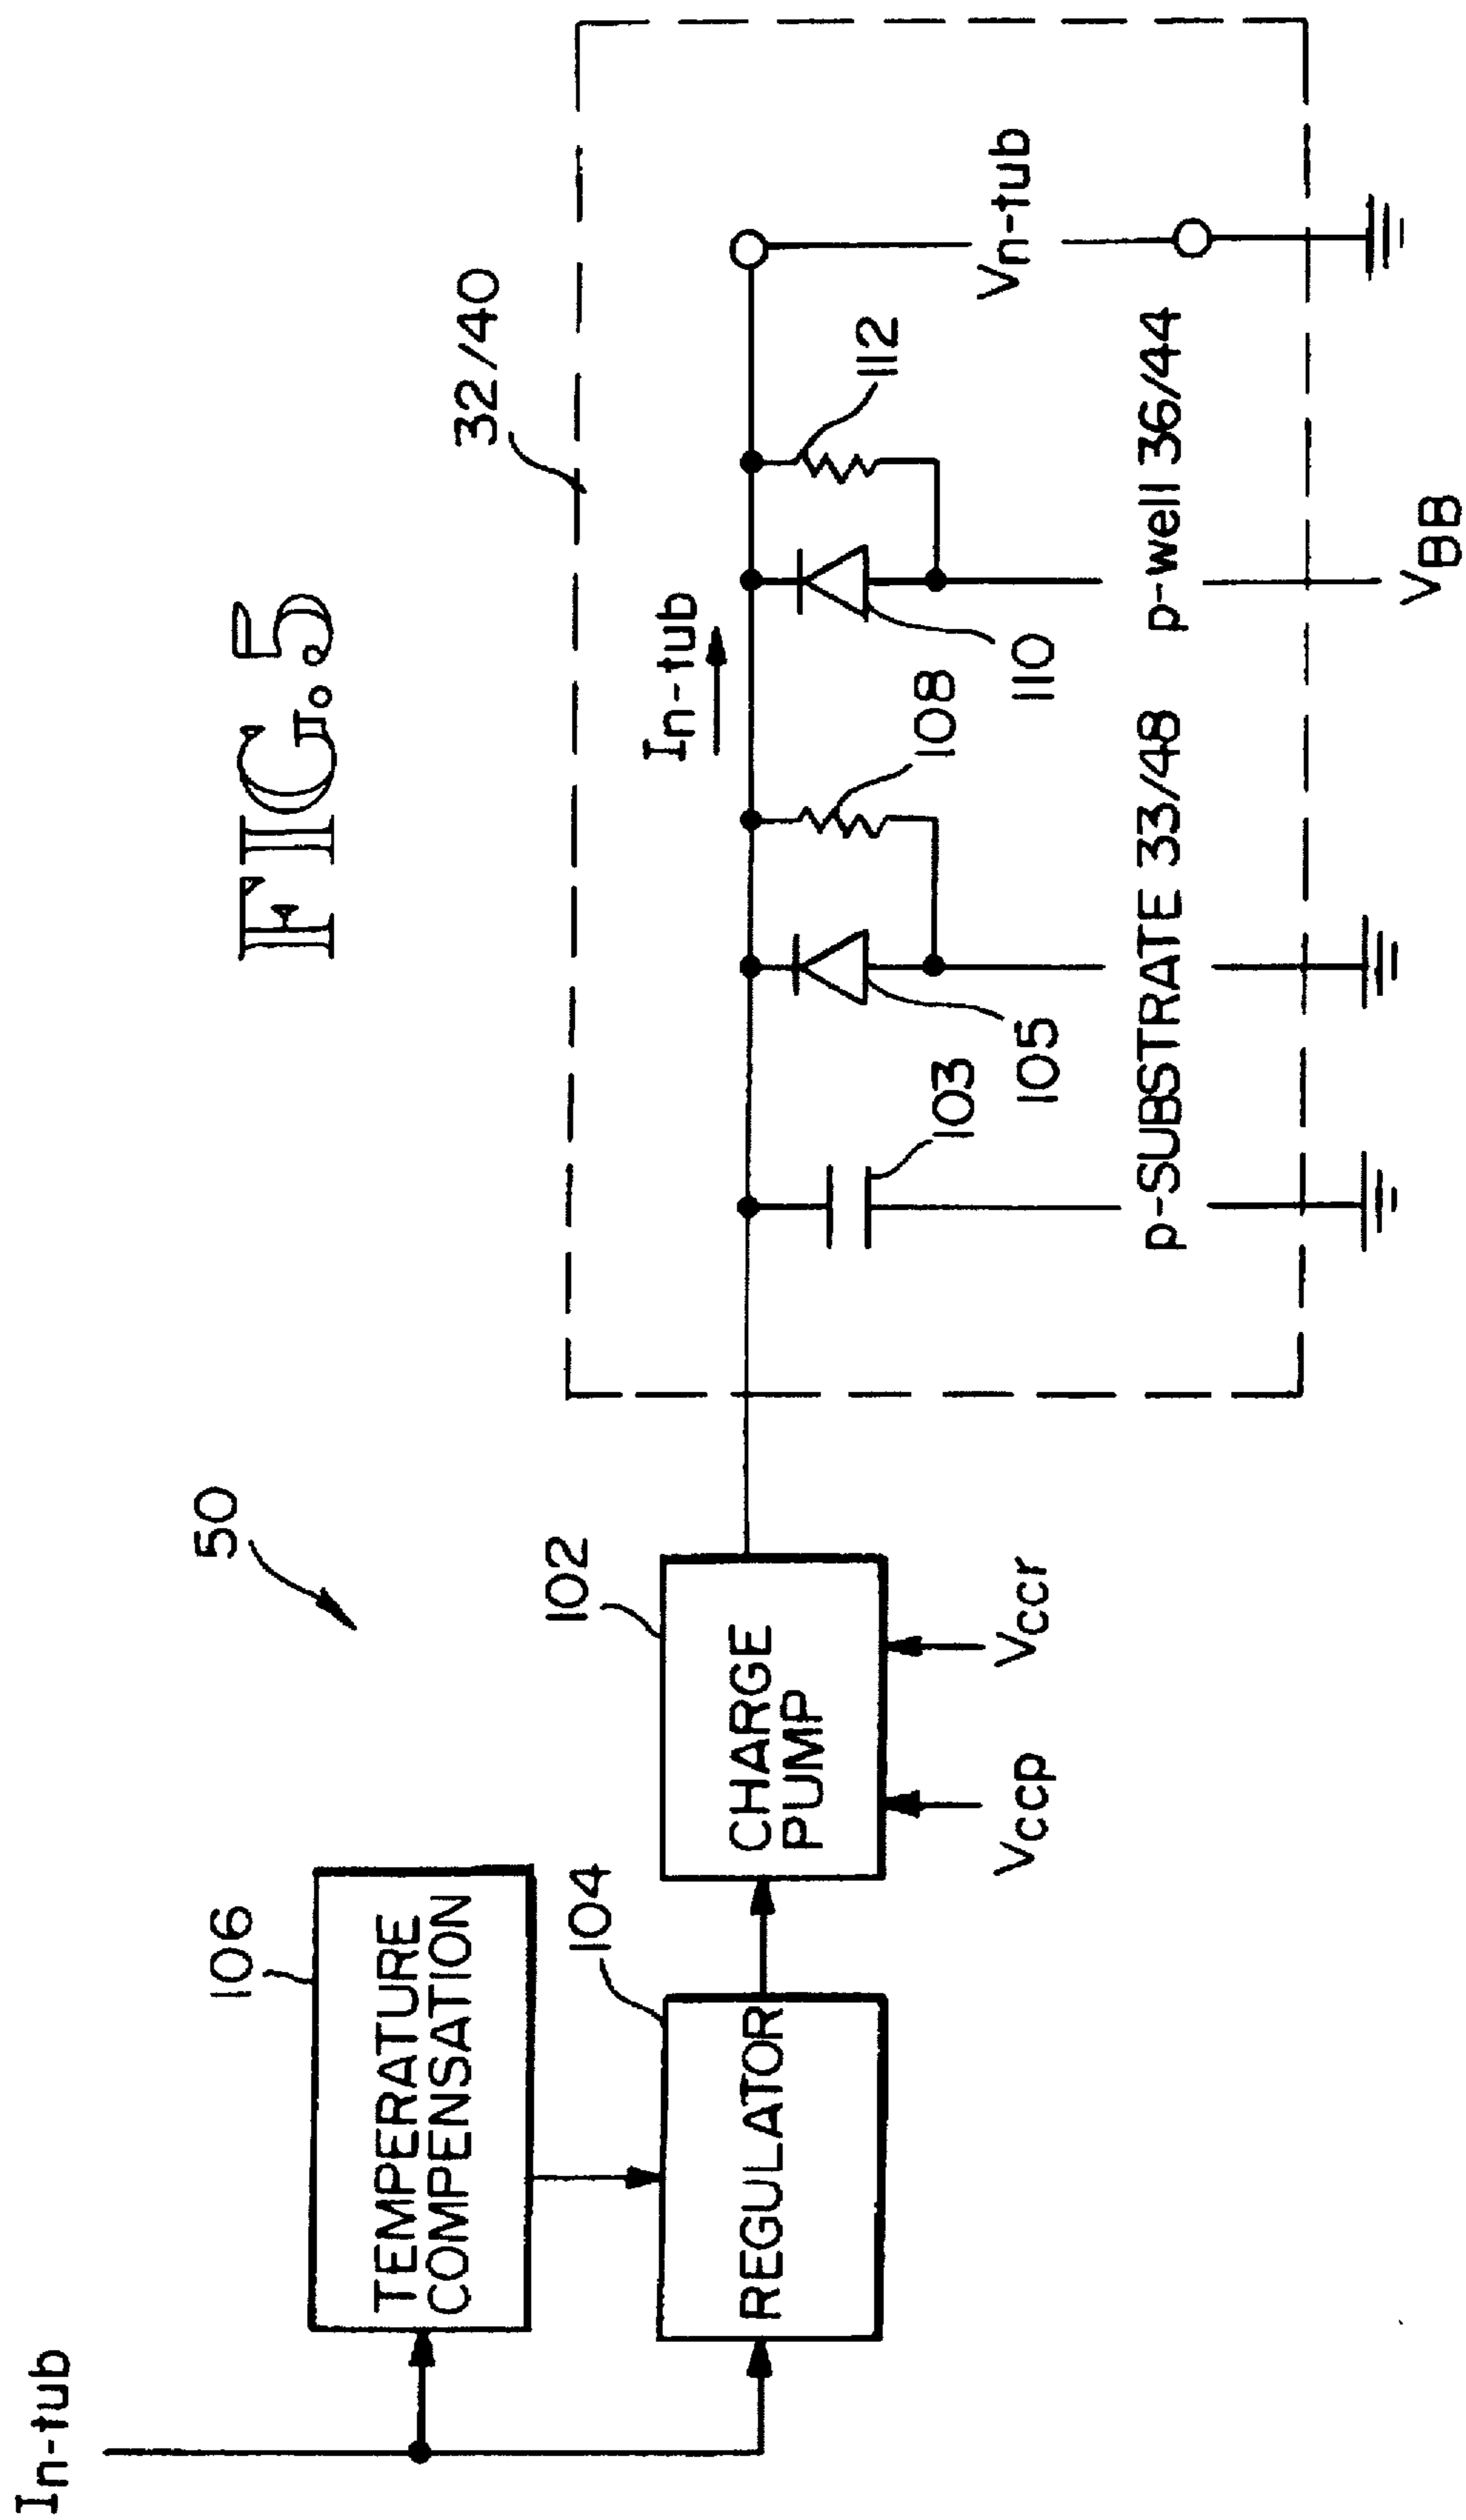 FIG. 5
50
32/40
In-tub
106
TEMPERATURE
COMPENSATION
104
REGULATOR
102
CHARGE
PUMP
Vccp
Vccr
In-tub
103
105
108
110
112
Vn-tub
p-SUBSTRATE 33/48
p-well 36/44
VBB